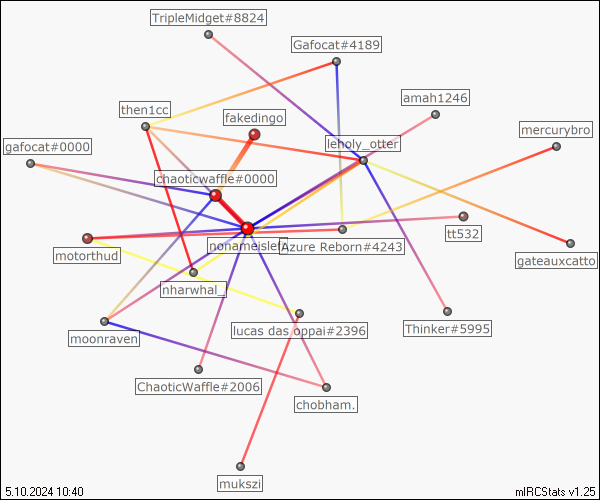 TripleMidget#8824
Gafocat#4189
amah1246
then1cc
fakedingo
mercurybro
gafocat#0000
leholy_otter
chaoticwaffle#0000
tt532
nonameisleft
Azure Reborn#4243
motorthud
gateauxcatto
nharwhal_
lucas das oppai#2396
Thinker#5995
moonraven
ChaoticWaffle#2006
chobham.
mukszi
5.10.2024 10:40
mIRCStats v1.25